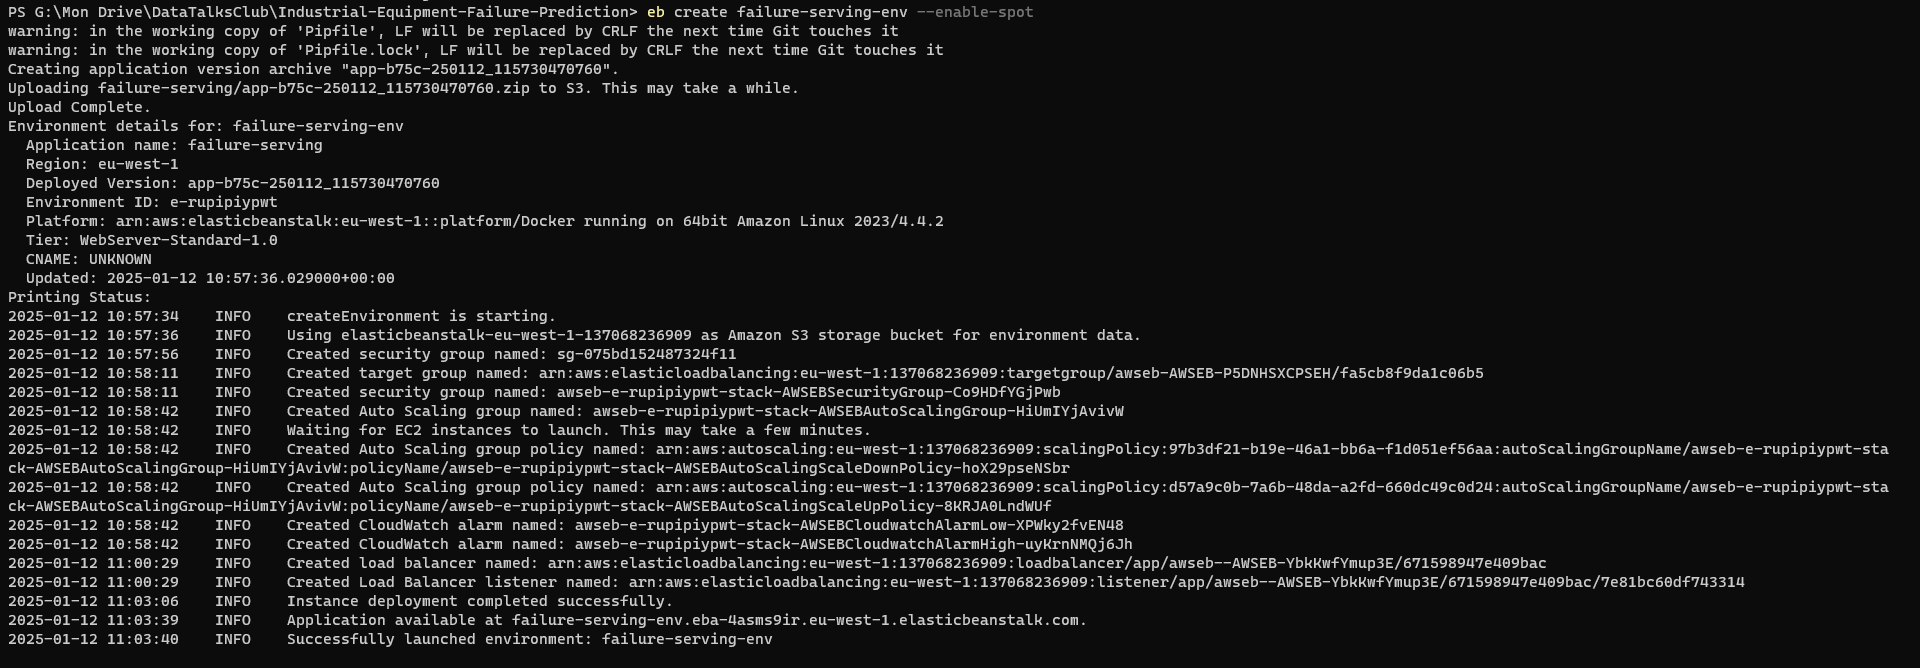 PS G:\Mon Drive\DataTalksClub\Industrial-Equipment-Failure-Prediction> eb create failure-serving-env --enable-spot
warning: in the working copy of 'Pipfile', LF will be replaced by CRLF the next time Git touches it
warning: in the working copy of 'Pipfile.lock', LF will be replaced by CRLF the next time Git touches it
Creating application version archive "app-b75c-250112_115730470760".
Uploading failure-serving/app-b75c-250112_115730470760.zip to S3. This may take a while.
Upload Complete.
Environment details for: failure-serving-env
  Application name: failure-serving
  Region: eu-west-1
  Deployed Version: app-b75c-250112_115730470760
  Environment ID: e-rupipiypwt
  Platform: arn:aws:elasticbeanstalk:eu-west-1::platform/Docker running on 64bit Amazon Linux 2023/4.4.2
  Tier: WebServer-Standard-1.0
  CNAME: UNKNOWN
  Updated: 2025-01-12 10:57:36.029000+00:00
Printing Status:
2025-01-12 10:57:34    INFO    createEnvironment is starting.
2025-01-12 10:57:36    INFO    Using elasticbeanstalk-eu-west-1-137068236909 as Amazon S3 storage bucket for environment data.
2025-01-12 10:57:56    INFO    Created security group named: sg-075bd152487324f11
2025-01-12 10:58:11    INFO    Created target group named: arn:aws:elasticloadbalancing:eu-west-1:137068236909:targetgroup/awseb-AWSEB-P5DNHSXCPSEH/fa5cb8f9da1c06b5
2025-01-12 10:58:11    INFO    Created security group named: awseb-e-rupipiypwt-stack-AWSEBSecurityGroup-Co9HDfYGjPwb
2025-01-12 10:58:42    INFO    Created Auto Scaling group named: awseb-e-rupipiypwt-stack-AWSEBAutoScalingGroup-HiUmIYjAvivW
2025-01-12 10:58:42    INFO    Waiting for EC2 instances to launch. This may take a few minutes.
2025-01-12 10:58:42    INFO    Created Auto Scaling group policy named: arn:aws:autoscaling:eu-west-1:137068236909:scalingPolicy:97b3df21-b19e-46a1-bb6a-f1d051ef56aa:autoScalingGroupName/awseb-e-rupipiypwt-sta
ck-AWSEBAutoScalingGroup-HiUmIYjAvivW:policyName/awseb-e-rupipiypwt-stack-AWSEBAutoScalingScaleDownPolicy-hoX29pseNSbr
2025-01-12 10:58:42    INFO    Created Auto Scaling group policy named: arn:aws:autoscaling:eu-west-1:137068236909:scalingPolicy:d57a9c0b-7a6b-48da-a2fd-660dc49c0d24:autoScalingGroupName/awseb-e-rupipiypwt-sta
ck-AWSEBAutoScalingGroup-HiUmIYjAvivW:policyName/awseb-e-rupipiypwt-stack-AWSEBAutoScalingScaleUpPolicy-8KRJA0LndWUf
2025-01-12 10:58:42    INFO    Created CloudWatch alarm named: awseb-e-rupipiypwt-stack-AWSEBCloudwatchAlarmLow-XPWky2fvEN48
2025-01-12 10:58:42    INFO    Created CloudWatch alarm named: awseb-e-rupipiypwt-stack-AWSEBCloudwatchAlarmHigh-uyKrnNMQj6Jh
2025-01-12 11:00:29    INFO    Created load balancer named: arn:aws:elasticloadbalancing:eu-west-1:137068236909:loadbalancer/app/awseb--AWSEB-YbkKwfYmup3E/671598947e409bac
2025-01-12 11:00:29    INFO    Created Load Balancer listener named: arn:aws:elasticloadbalancing:eu-west-1:137068236909:listener/app/awseb--AWSEB-YbkKwfYmup3E/671598947e409bac/7e81bc60df743314
2025-01-12 11:03:06    INFO    Instance deployment completed successfully.
2025-01-12 11:03:39    INFO    Application available at failure-serving-env.eba-4asms9ir.eu-west-1.elasticbeanstalk.com.
2025-01-12 11:03:40    INFO    Successfully launched environment: failure-serving-env